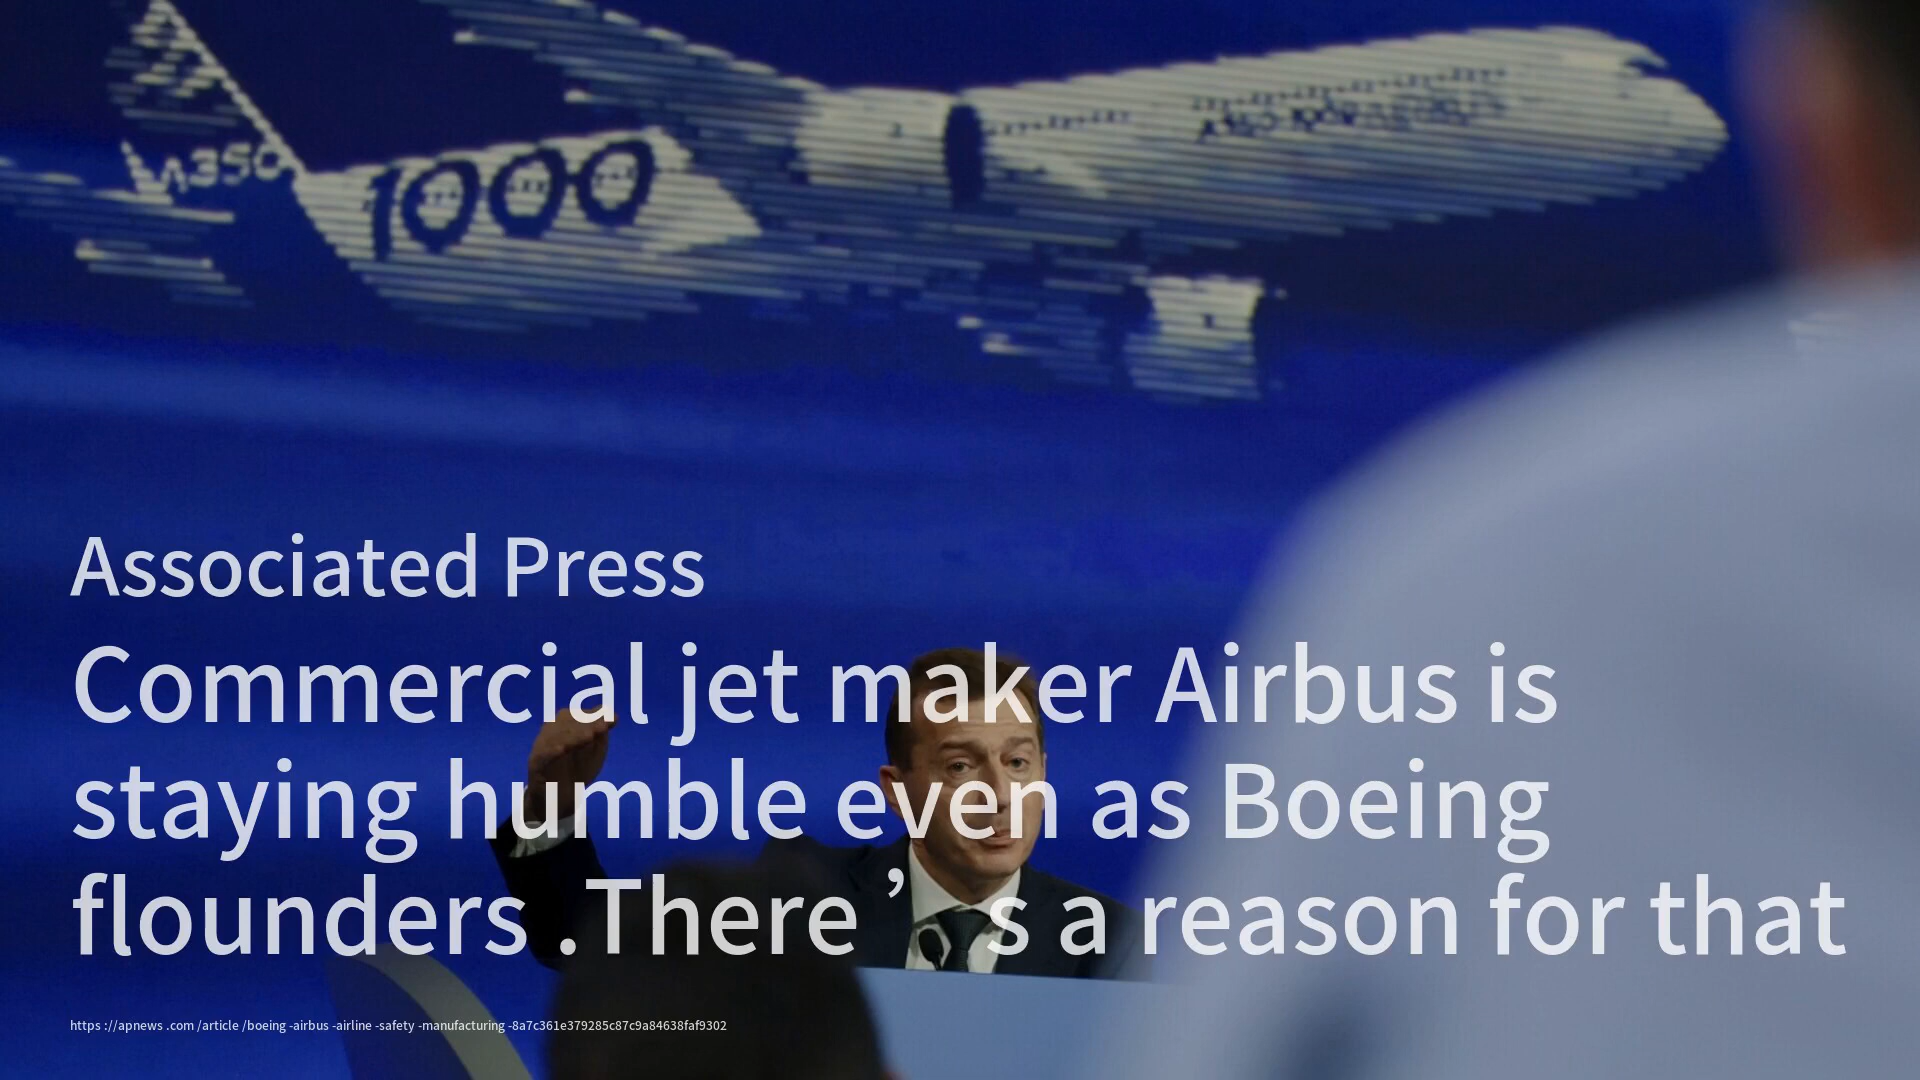 A350
1000
Associated Press
Commercial jet maker Airbus is
staying humble even as Boeing
flounders .There ’ s a reason for that
https ://apnews .com /article /boeing -airbus -airline -safety -manufacturing -8a7c361e379285c87c9a84638faf9302